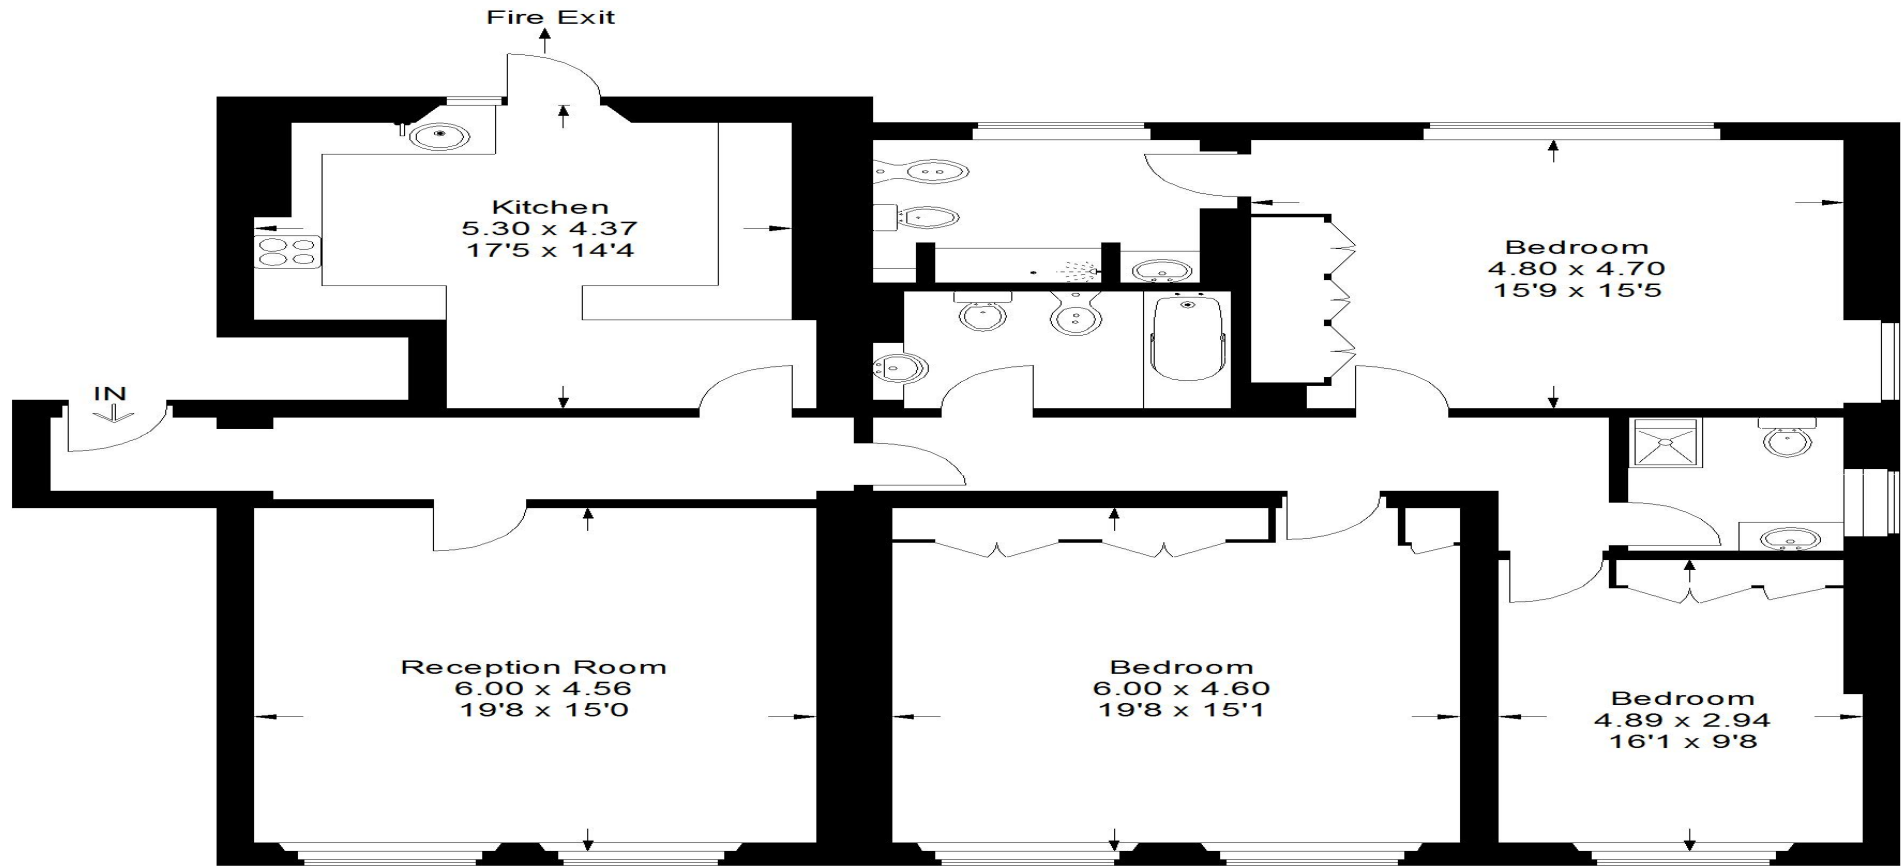 Fire Exit
Kitchen
5.30 x 4.37
17'5 x 14'4
Bedroom
4.80 x 4.70
15'9 x 15'5
IN
Reception Room
6.00 x 4.56
19'8 x 15'0
Bedroom
6.00 x 4.60
19'8 x 15'1
Bedroom
4.89 x 2.94
16'1 x 9'8